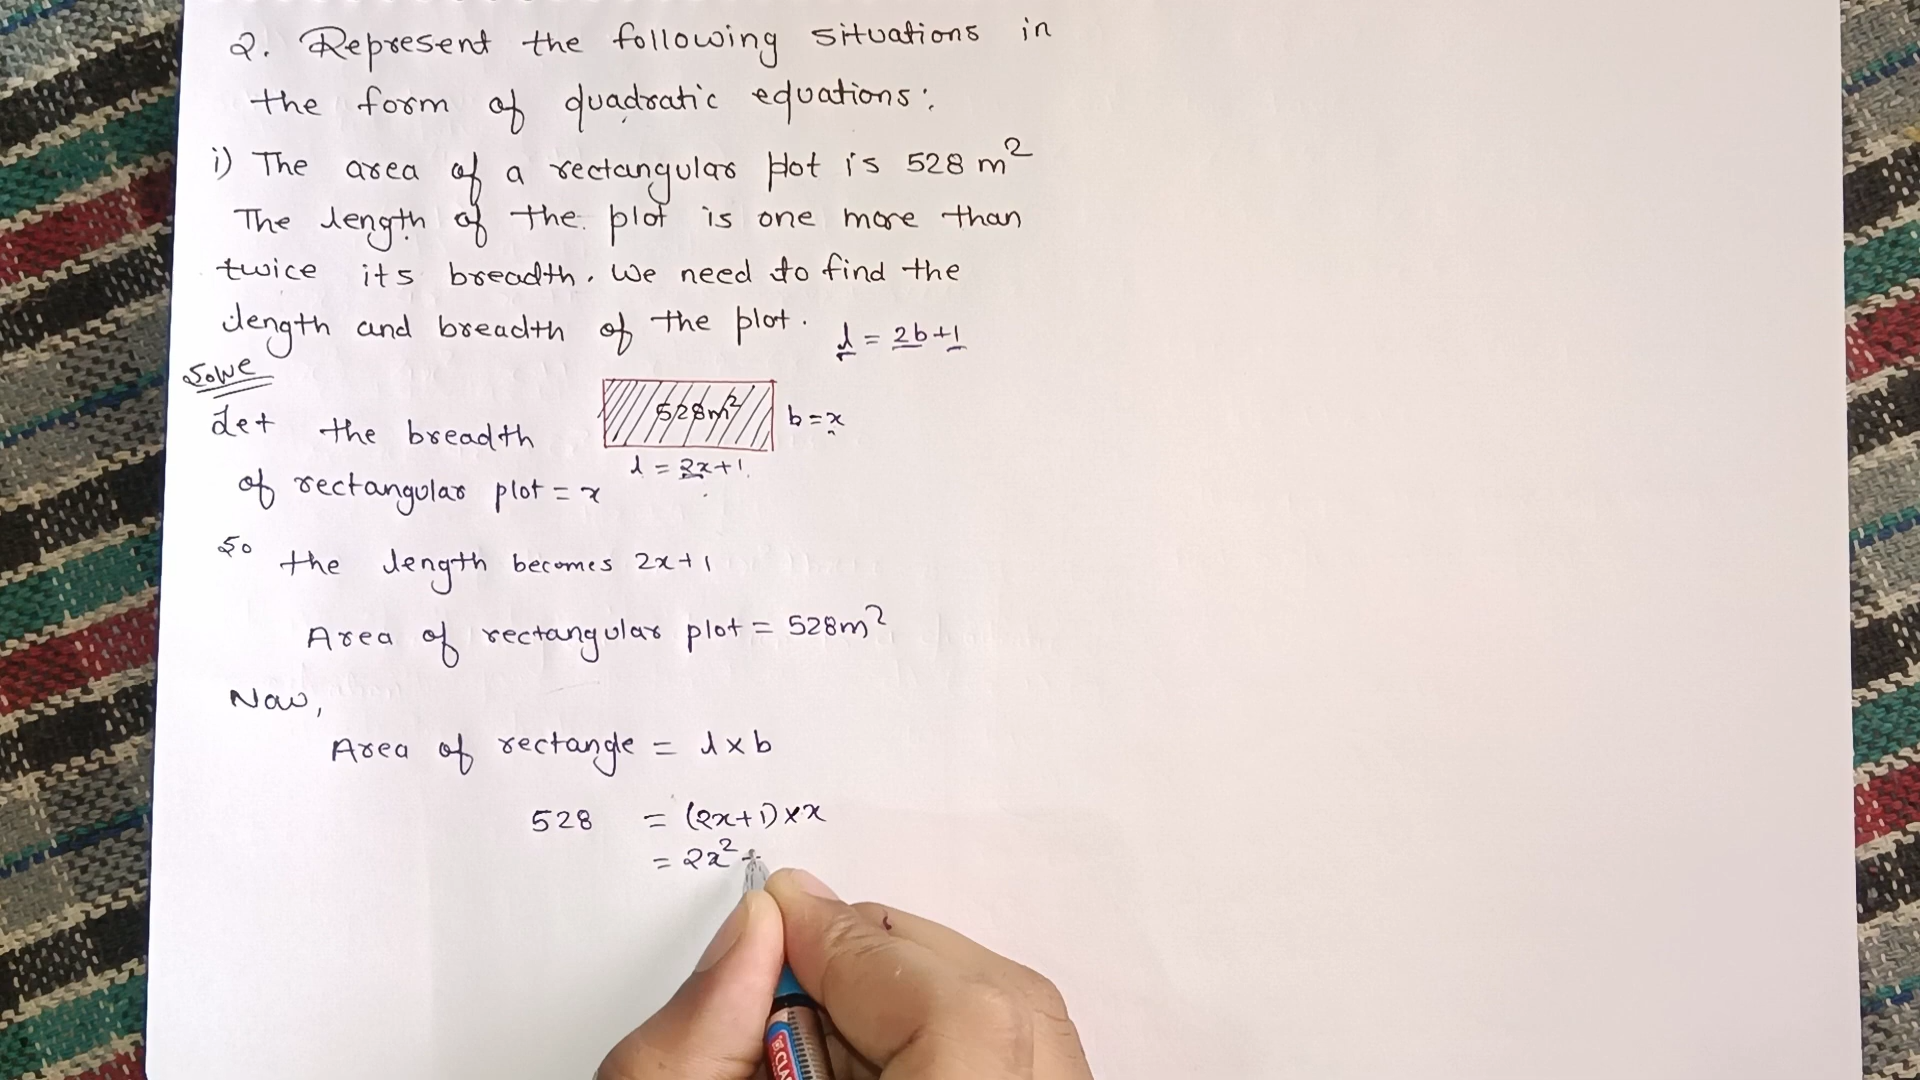 2. Represent the following situations in
the form of quadratic equations:
i) The area of a rectangular plot is 528 m²
The length of the plot is one more than
twice its breadth. We need to find the
length and breadth of the plot.
l = 2b+1
Solve
528m²
b = x
l = 2x+1
Let the breadth
of rectangular plot = x
So the length becomes 2x+1
Area of rectangular plot = 528m²
Now,
Area of rectangle = l × b
528 = (2x+1) × x
= 2x² +